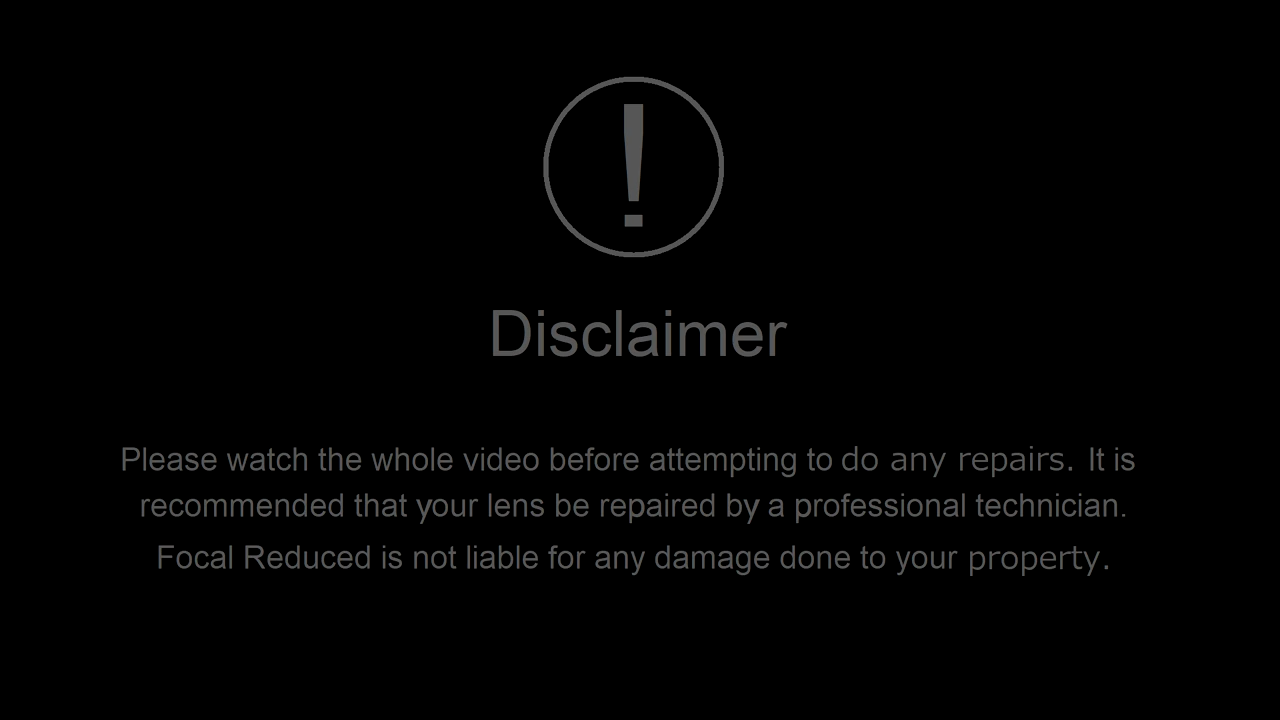 !
Disclaimer
Please watch the whole video before attempting to do any repairs. It is
recommended that your lens be repaired by a professional technician.
Focal Reduced is not liable for any damage done to your property.